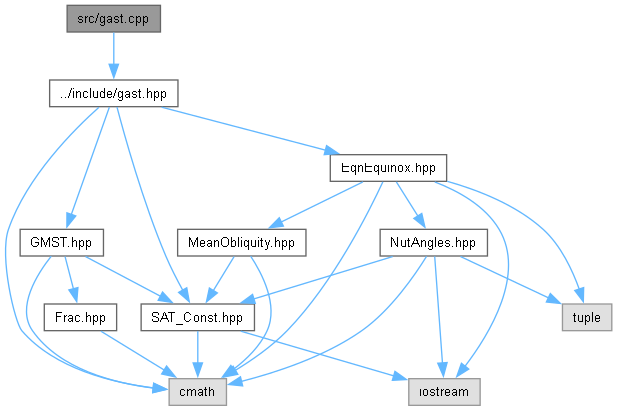 src/gast.cpp
../include/gast.hpp
EqnEquinox.hpp
GMST.hpp
MeanObliquity.hpp
NutAngles.hpp
Frac.hpp
SAT_Const.hpp
tuple
cmath
iostream